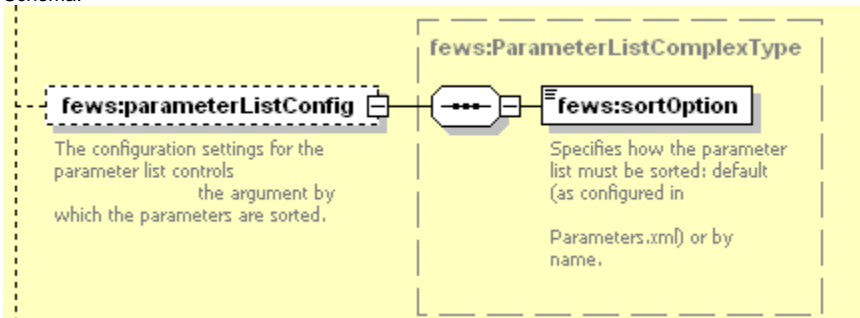 Schema:
fews:ParameterListComplexType
fews:parameterListConfig
fews:sortOption
The configuration settings for the
parameter list controls
the argument by
which the parameters are sorted.
Specifies how the parameter
list must be sorted: default
(as configured in
Parameters.xml) or by
name.